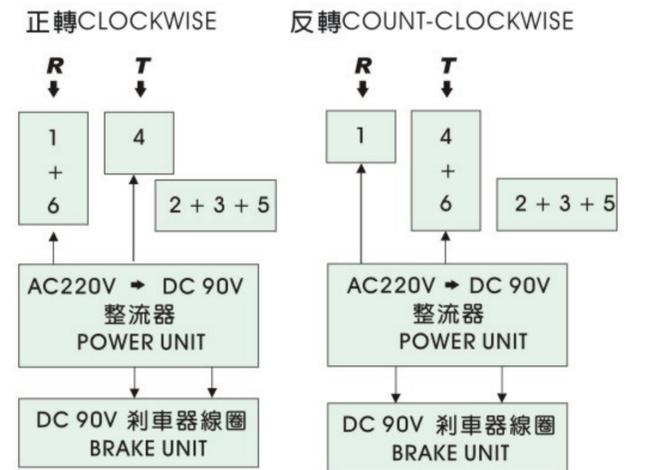 正轉CLOCKWISE
R T
1
+
6
4
2 + 3 + 5
AC220V ➡ DC 90V
整流器
POWER UNIT
DC 90V 剎車器線圈
BRAKE UNIT
反轉COUNT-CLOCKWISE
R T
1
4
+
6
2 + 3 + 5
AC220V ➡ DC 90V
整流器
POWER UNIT
DC 90V 剎車器線圈
BRAKE UNIT